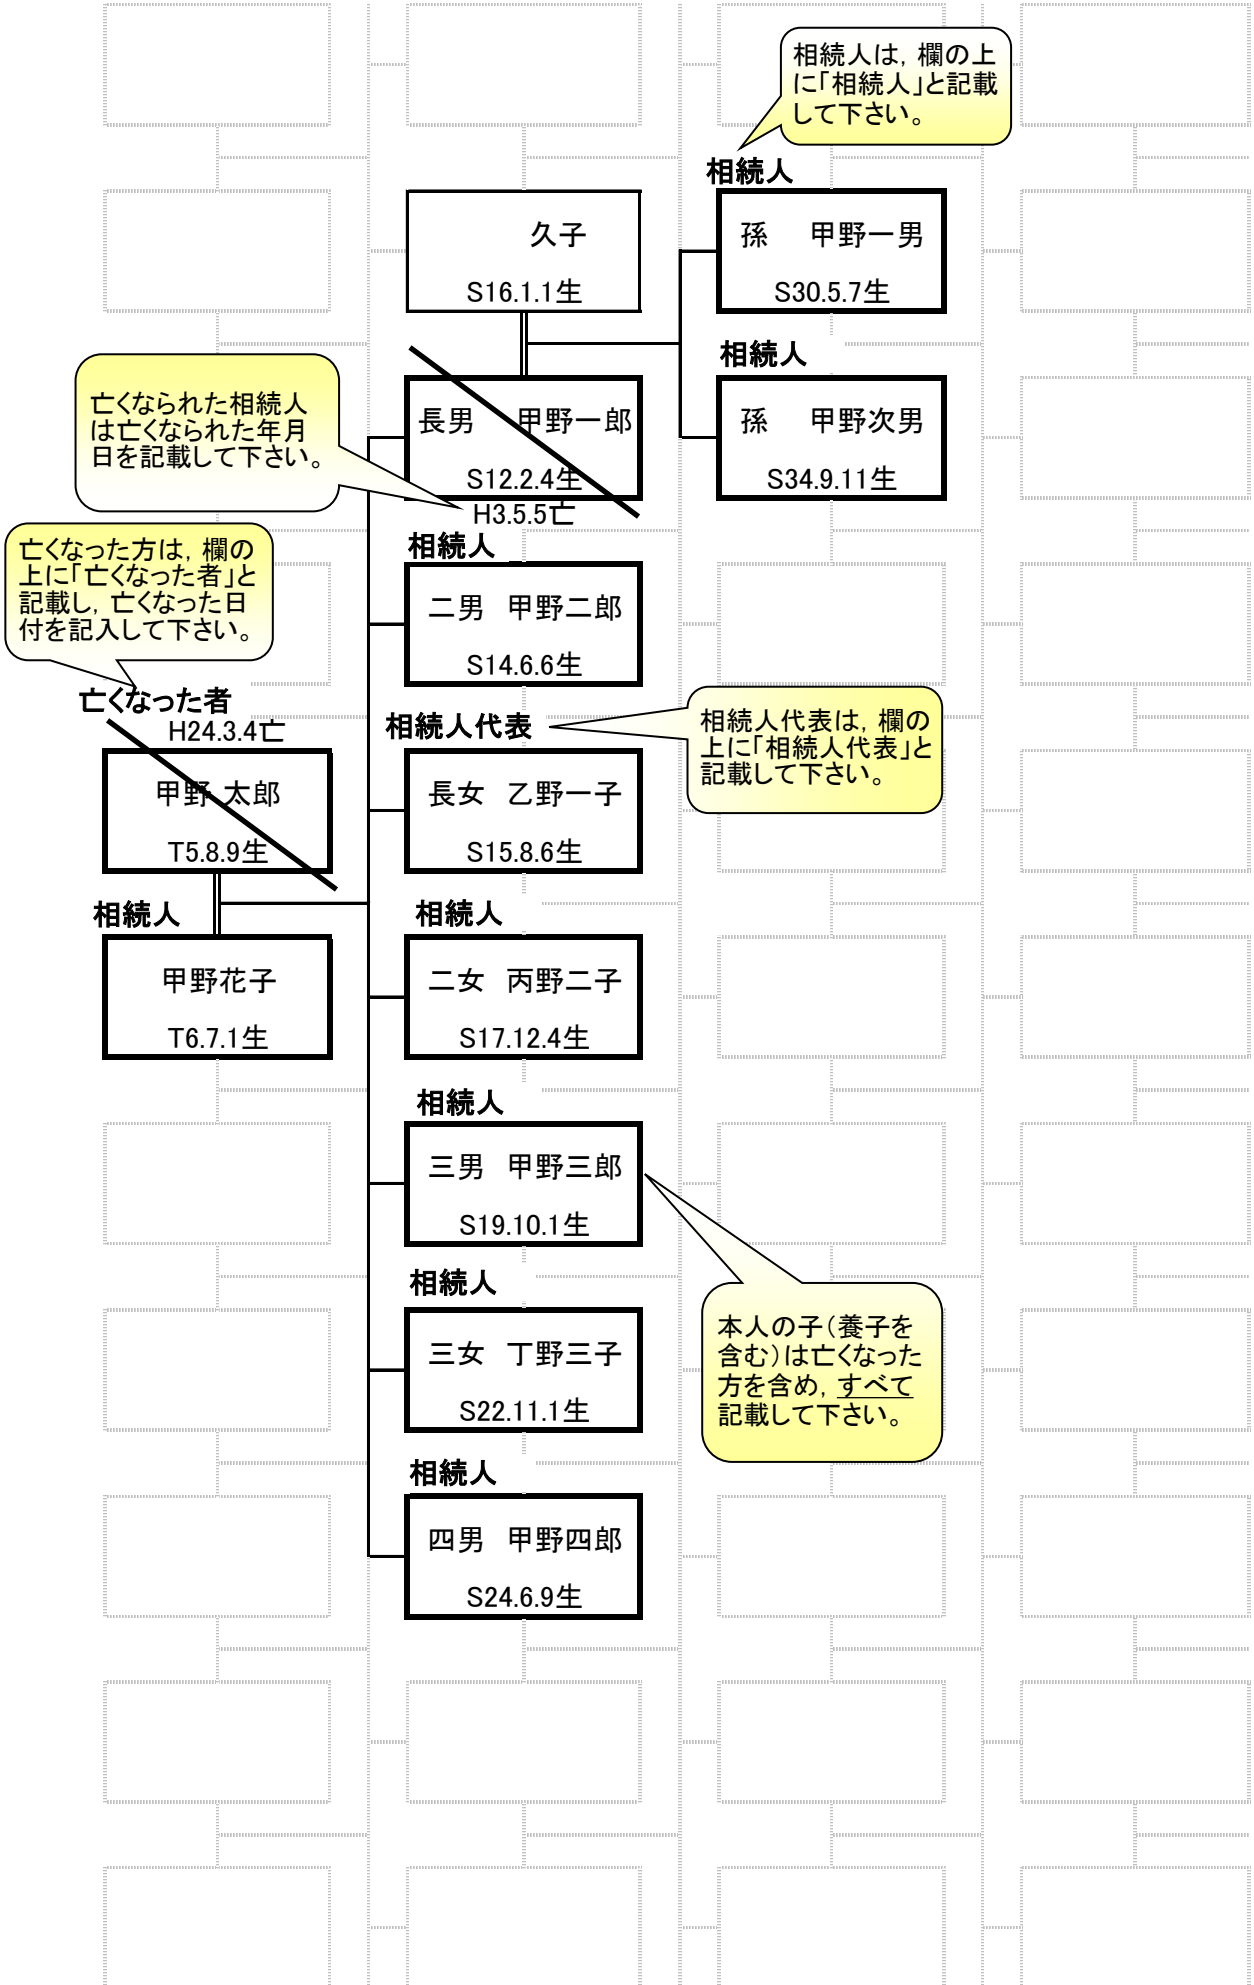 相続人は，欄の上
に「相続人」と記載
して下さい。
相続人
久子
S16.1.1生
孫　甲野一男
S30.5.7生
相続人
孫　甲野次男
S34.9.11生
亡くなられた相続人
は亡くなられた年月
日を記載して下さい。
長男　甲野一郎
S12.2.4生
H3.5.5亡
亡くなった方は，欄の
上に「亡くなった者」と
記載し，亡くなった日
付を記入して下さい。
相続人
二男　甲野二郎
S14.6.6生
亡くなった者
H24.3.4亡
甲野 太郎
T5.8.9生
相続人代表
長女　乙野一子
S15.8.6生
相続人代表は，欄の
上に「相続人代表」と
記載して下さい。
相続人
甲野花子
T6.7.1生
相続人
二女　丙野二子
S17.12.4生
相続人
三男　甲野三郎
S19.10.1生
相続人
三女　丁野三子
S22.11.1生
本人の子（養子を
含む）は亡くなった
方を含め，すべて
記載して下さい。
相続人
四男　甲野四郎
S24.6.9生